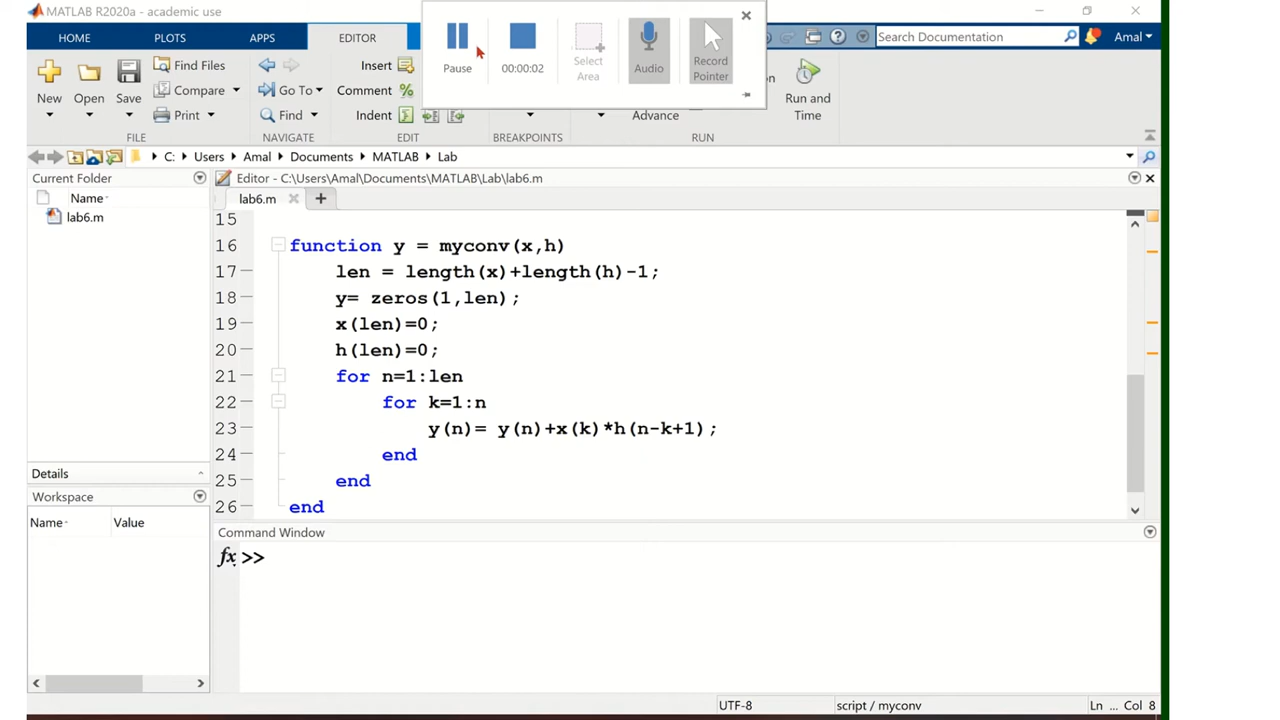 MATLAB R2020a - academic use
HOME PLOTS APPS EDITOR
Pause 00:00:02 Select Area Audio Record Pointer
Search Documentation Amal
New Open Save
Find Files
Compare
Print
Go To
Find
Insert
Comment
Indent
Advance
Run and Time
FILE NAVIGATE EDIT BREAKPOINTS RUN
C: Users Amal Documents MATLAB Lab
Current Folder
Name
lab6.m
Details
Workspace
Name Value
Editor - C:\Users\Amal\Documents\MATLAB\Lab\lab6.m
lab6.m +
15
16 function y = myconv(x,h)
17 len = length(x)+length(h)-1;
18 y= zeros(1,len);
19 x(len)=0;
20 h(len)=0;
21 for n=1:len
22 for k=1:n
23 y(n)= y(n)+x(k)*h(n-k+1);
24 end
25 end
26 end
Command Window
fx >>
UTF-8 script / myconv Ln ... Col 8